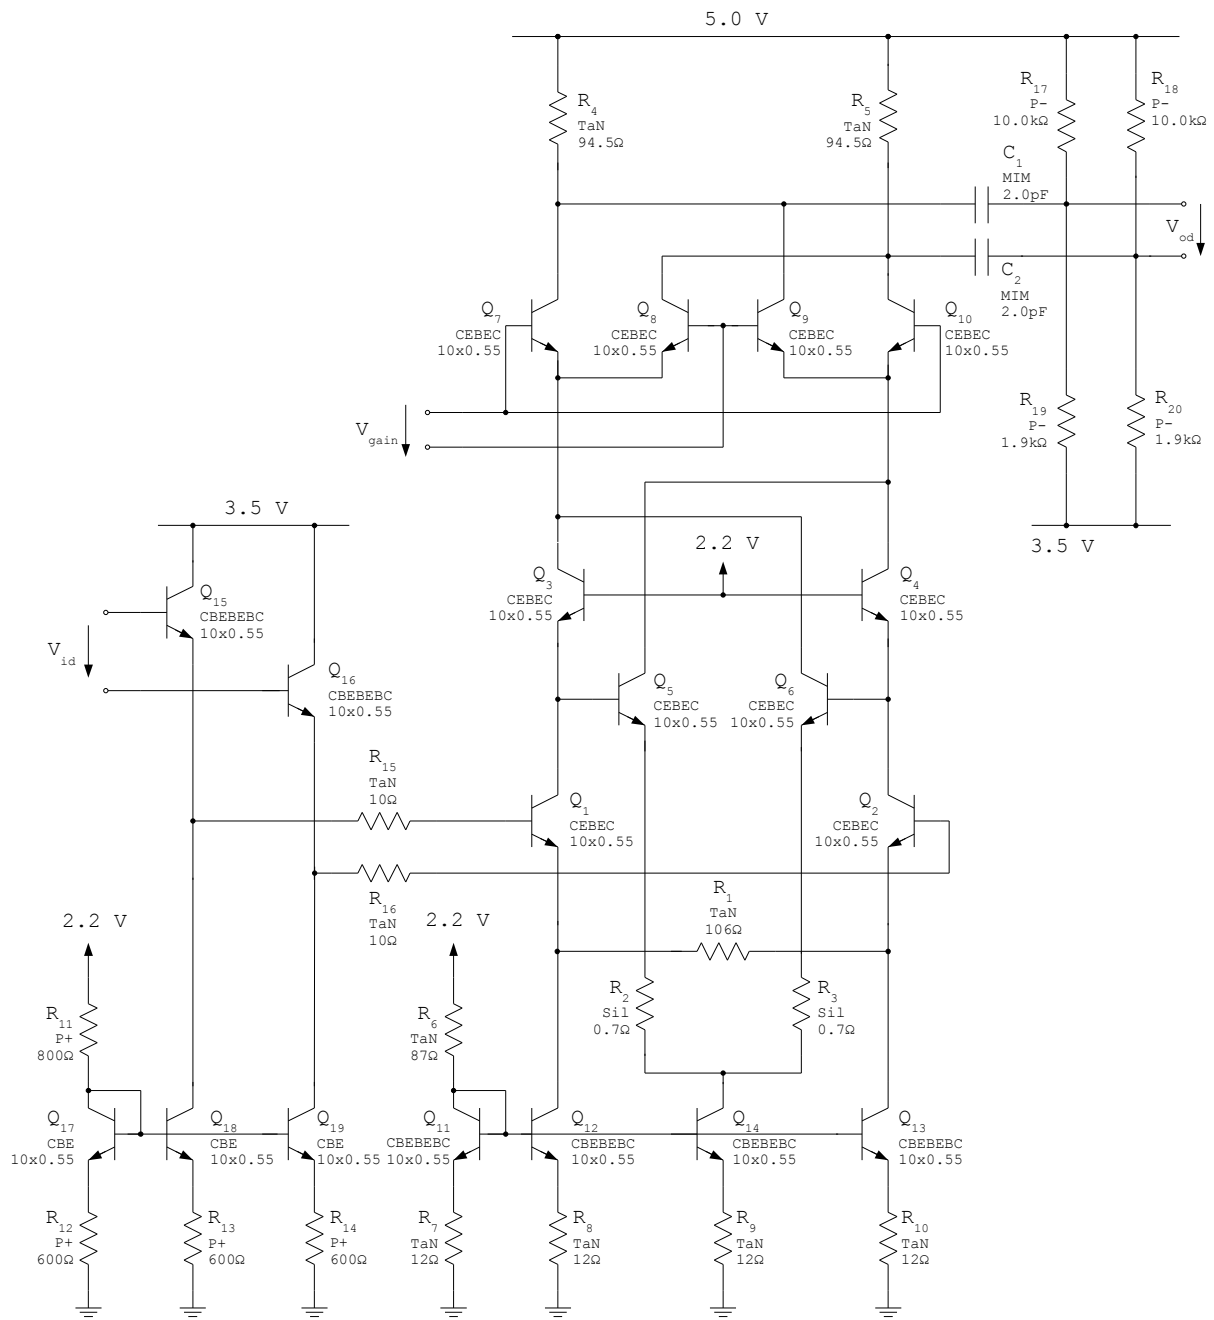 5.0 V
R4
TaN
94.5Ω
R5
TaN
94.5Ω
R17
P-
10.0kΩ
R18
P-
10.0kΩ
C1
MIM
2.0pF
Vod
C2
MIM
2.0pF
Q7
CEBEC
10x0.55
Q8
CEBEC
10x0.55
Q9
CEBEC
10x0.55
Q10
CEBEC
10x0.55
Vgain
R19
P-
1.9kΩ
R20
P-
1.9kΩ
3.5 V
3.5 V
2.2 V
Q15
CBEBEBC
10x0.55
Q3
CEBEC
10x0.55
Q4
CEBEC
10x0.55
Vid
Q16
CBEBEBC
10x0.55
Q5
CEBEC
10x0.55
Q6
CEBEC
10x0.55
R15
TaN
10Ω
Q1
CEBEC
10x0.55
Q2
CEBEC
10x0.55
R16
TaN
10Ω
R1
TaN
106Ω
2.2 V
2.2 V
R11
P+
800Ω
R6
TaN
87Ω
R2
Sil
0.7Ω
R3
Sil
0.7Ω
Q17
CBE
10x0.55
Q18
CBE
10x0.55
Q19
CBE
10x0.55
Q11
CBEBEBC
10x0.55
Q12
CBEBEBC
10x0.55
Q14
CBEBEBC
10x0.55
Q13
CBEBEBC
10x0.55
R12
P+
600Ω
R13
P+
600Ω
R14
P+
600Ω
R7
TaN
12Ω
R8
TaN
12Ω
R9
TaN
12Ω
R10
TaN
12Ω